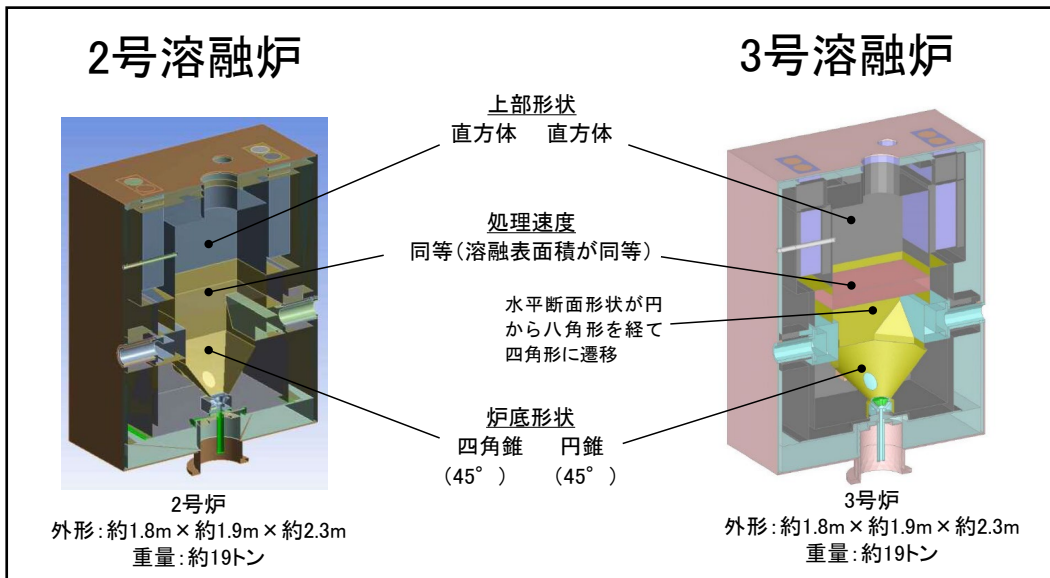 2号溶融炉
3号溶融炉
上部形状
直方体 直方体
処理速度
同等(溶融表面積が同等)
水平断面形状が円
から八角形を経て
四角形に遷移
炉底形状
四角錐 円錐
(45°) (45°)
2号炉
外形:約1.8m×約1.9m×約2.3m
重量:約19トン
3号炉
外形:約1.8m×約1.9m×約2.3m
重量:約19トン